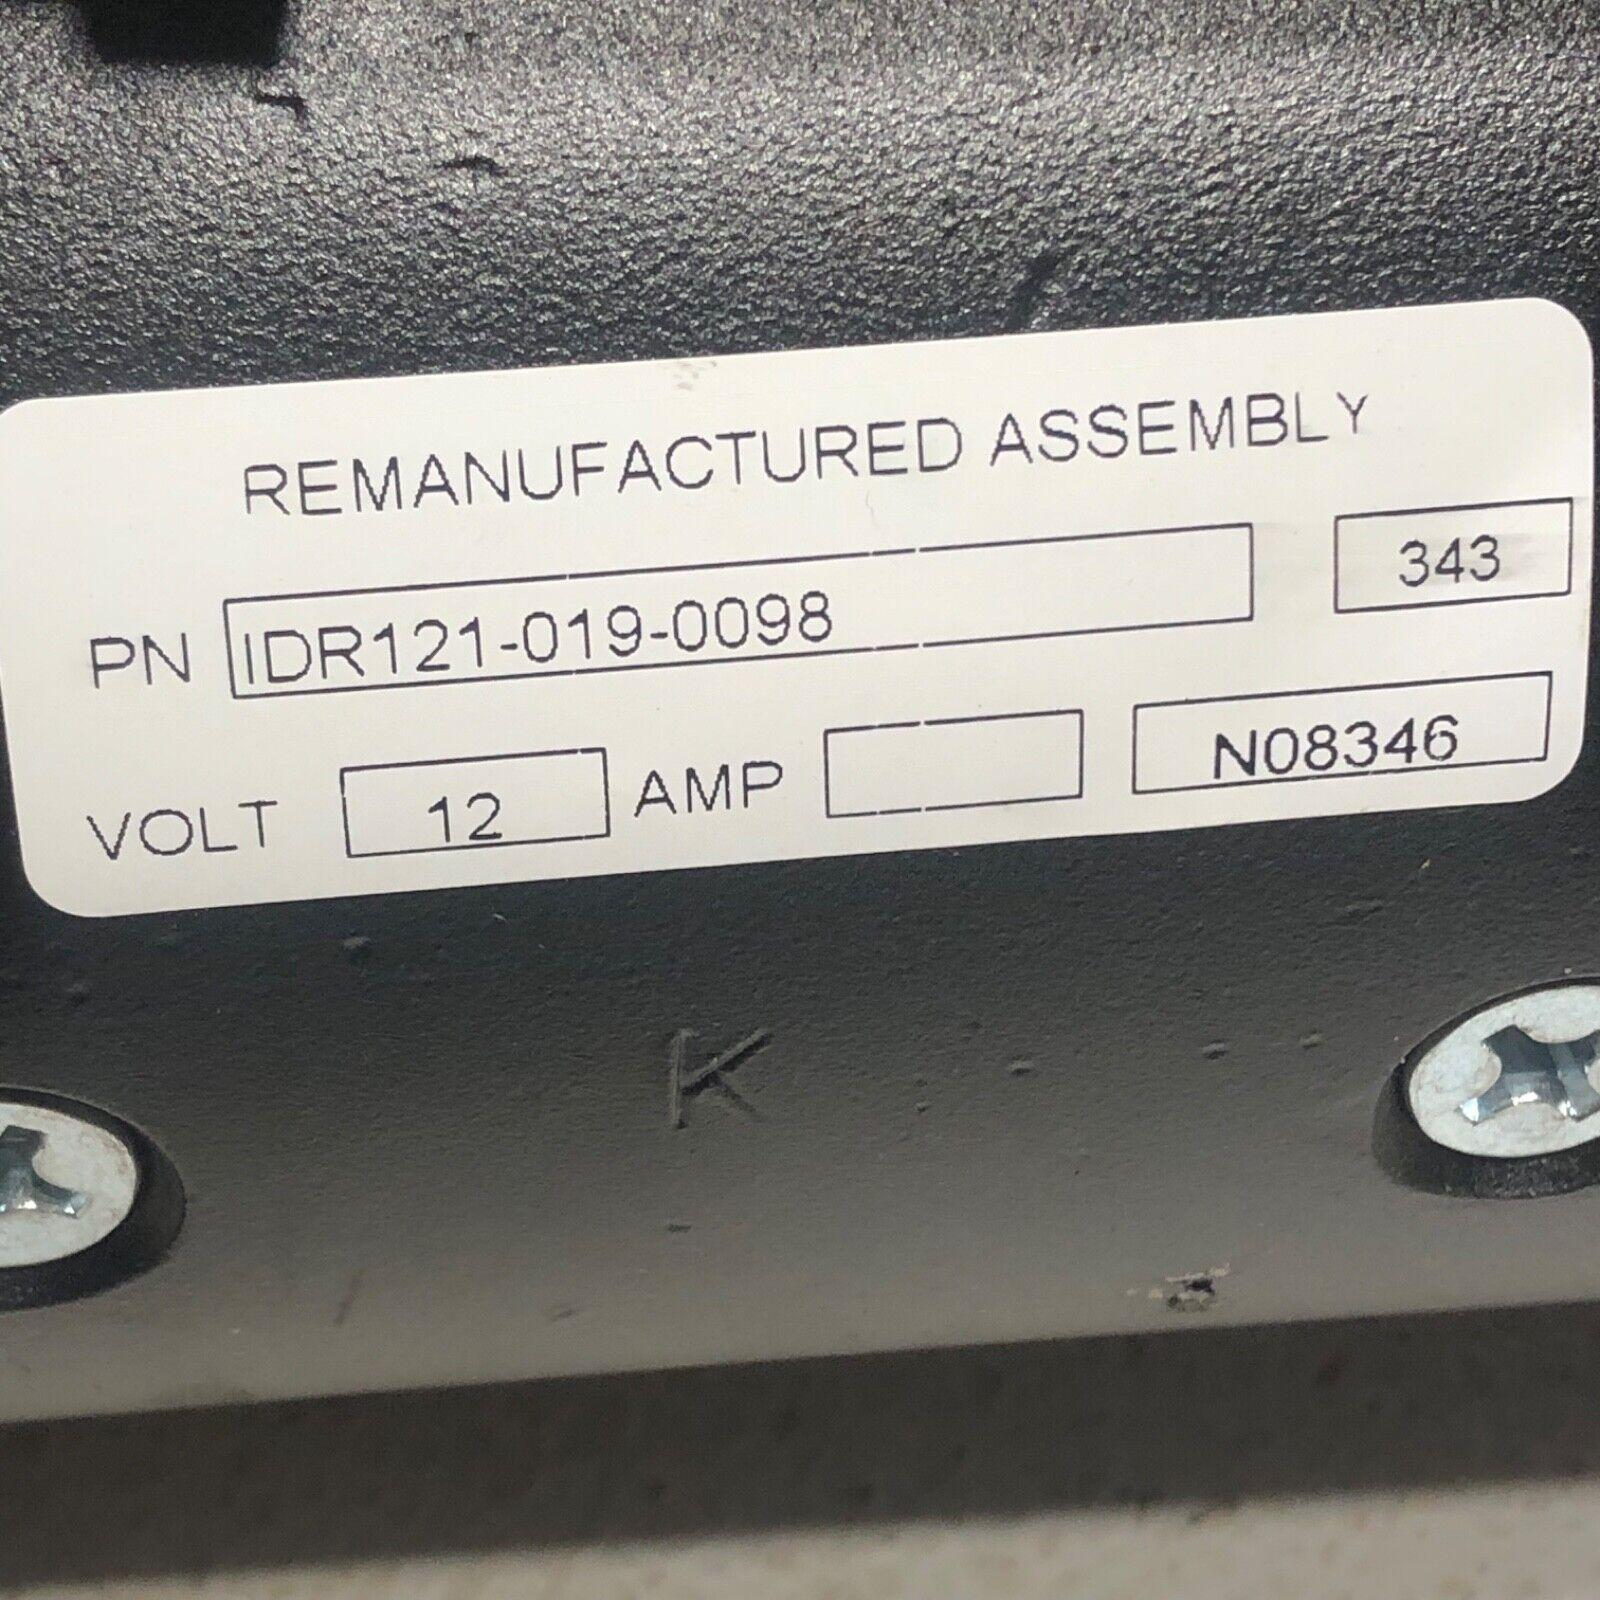 REMANUFACTURED ASSEMBLY
PN IDR121-019-0098 343
VOLT 12 AMP N08346
K